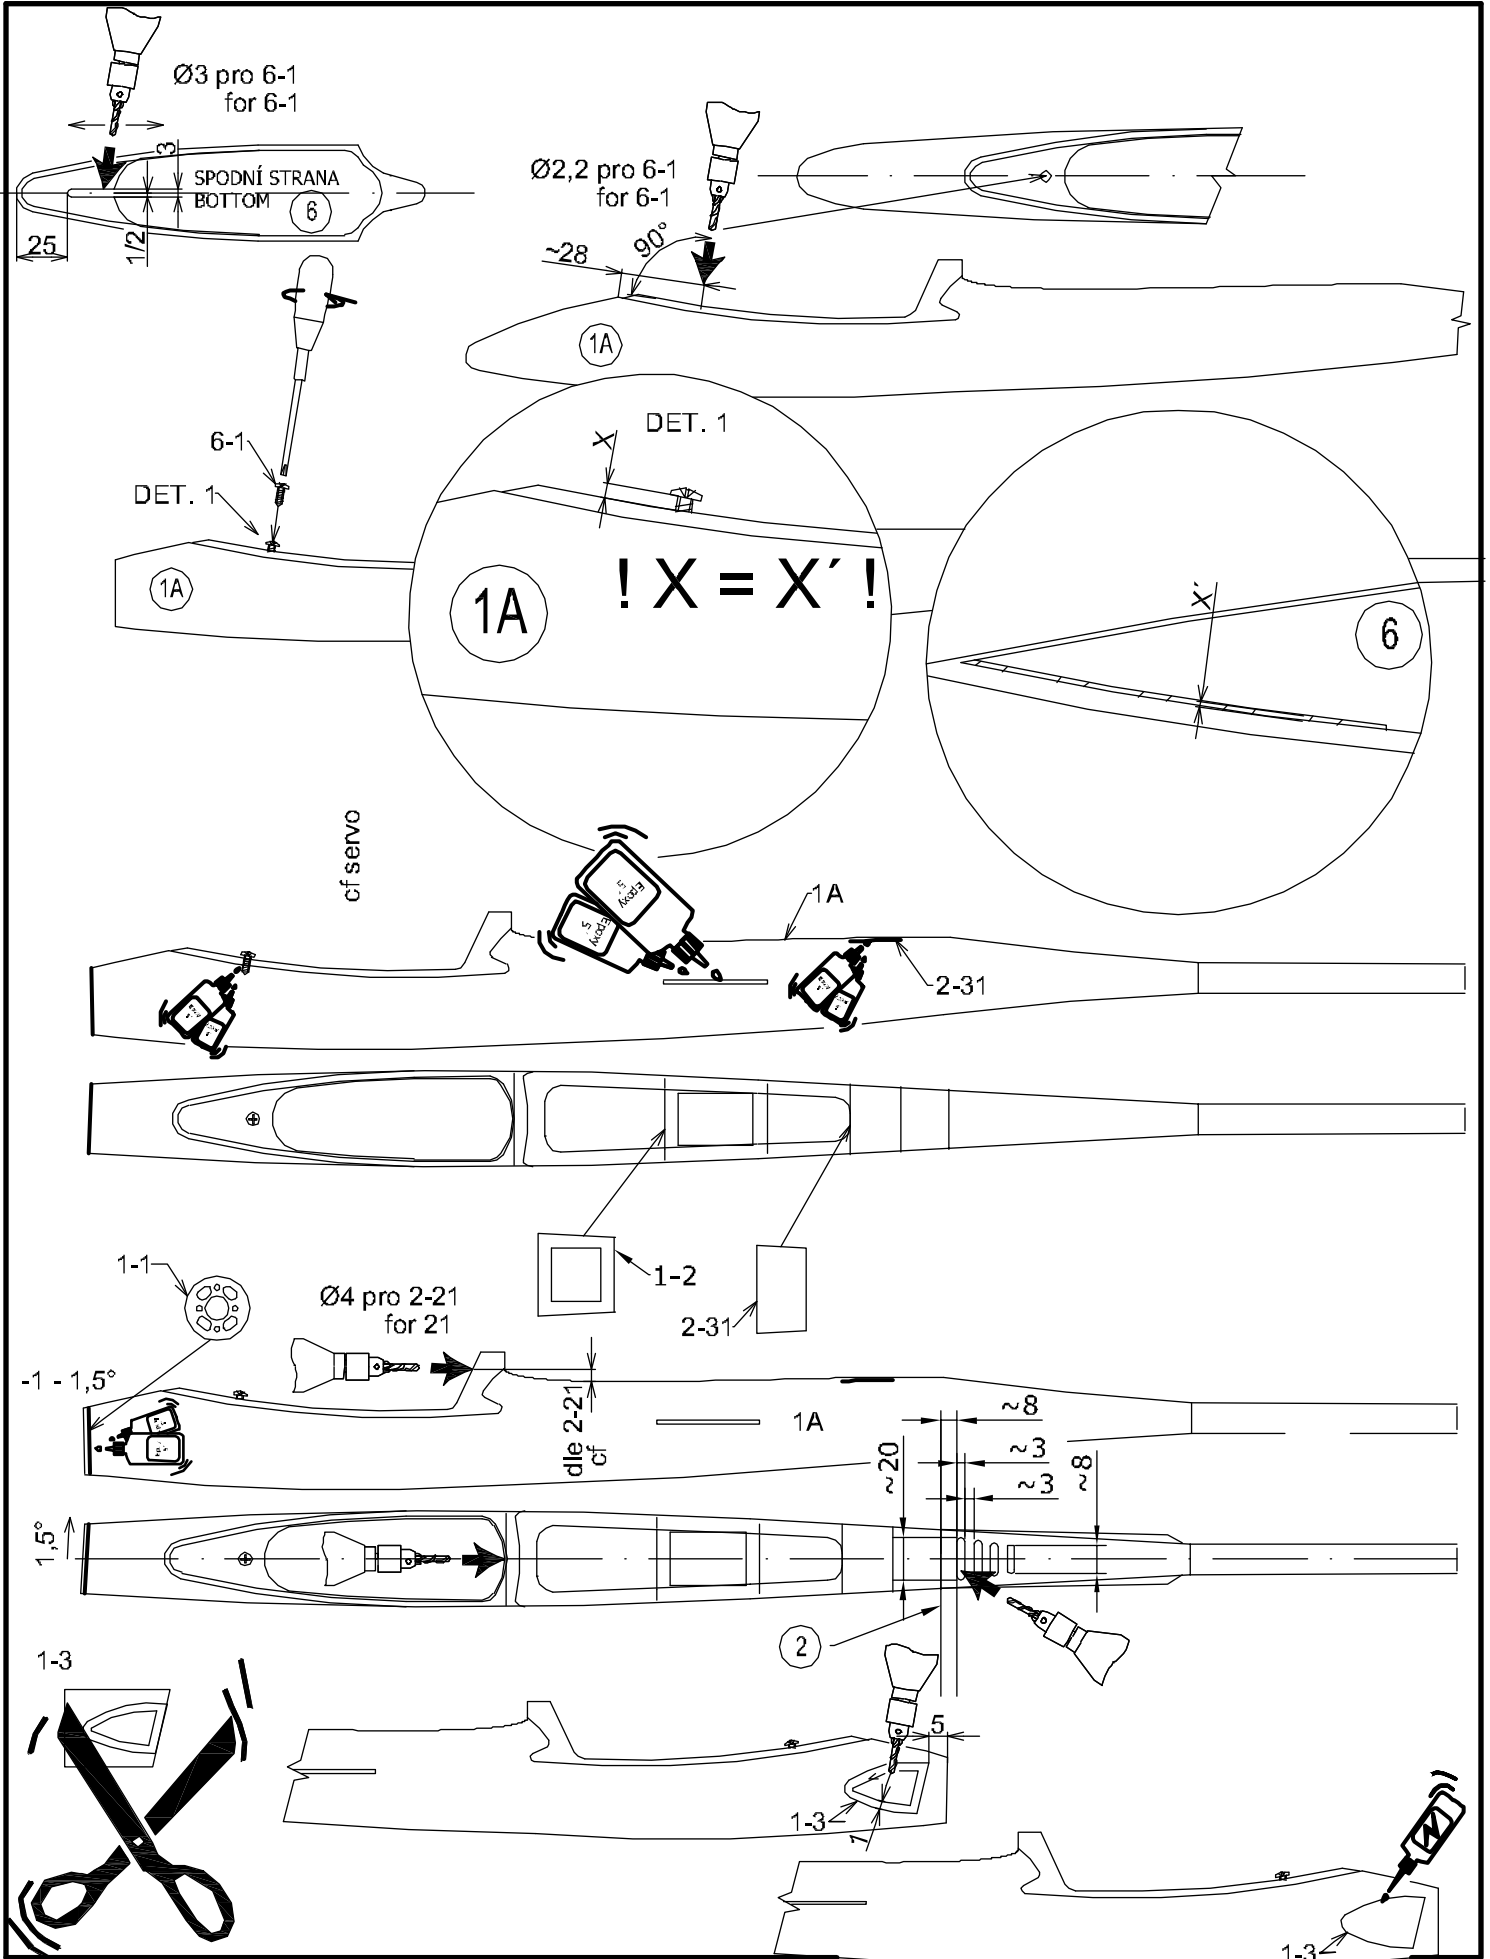 Ø3 pro 6-1
for 6-1
3
SPODNÍ STRANA
BOTTOM
6
25
1/2
Ø2,2 pro 6-1
for 6-1
~28
90°
1A
6-1
DET. 1
1A
DET. 1
X
! X = X´ !
1A
X´
6
cf servo
Epoxy
5
Epoxy
5
1A
2-31
1-1
1-2
2-31
Ø4 pro 2-21
for 21
-1 - 1,5°
dle 2-21
cf
1A
~8
~3
~3
~20
~8
1,5°
2
1-3
5
1-3
1
1-3